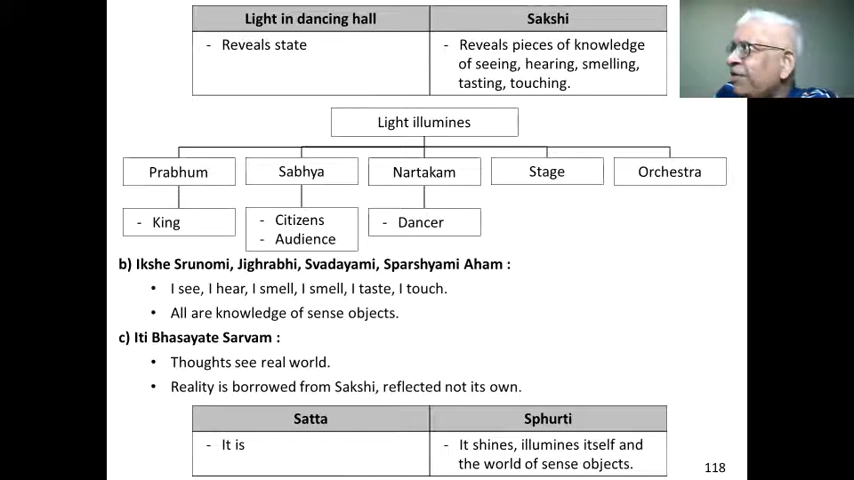 Light in dancing hall
Sakshi
- Reveals state
- Reveals pieces of knowledge
of seeing, hearing, smelling,
tasting, touching.
Light illumines
Prabhum
Sabhya
Nartakam
Stage
Orchestra
- King
- Citizens
- Audience
- Dancer
b) Ikshe Srunomi, Jighrabhi, Svadayami, Sparshyami Aham :
• I see, I hear, I smell, I smell, I taste, I touch.
• All are knowledge of sense objects.
c) Iti Bhasayate Sarvam :
• Thoughts see real world.
• Reality is borrowed from Sakshi, reflected not its own.
Satta
Sphurti
- It is
- It shines, illumines itself and
the world of sense objects.
118